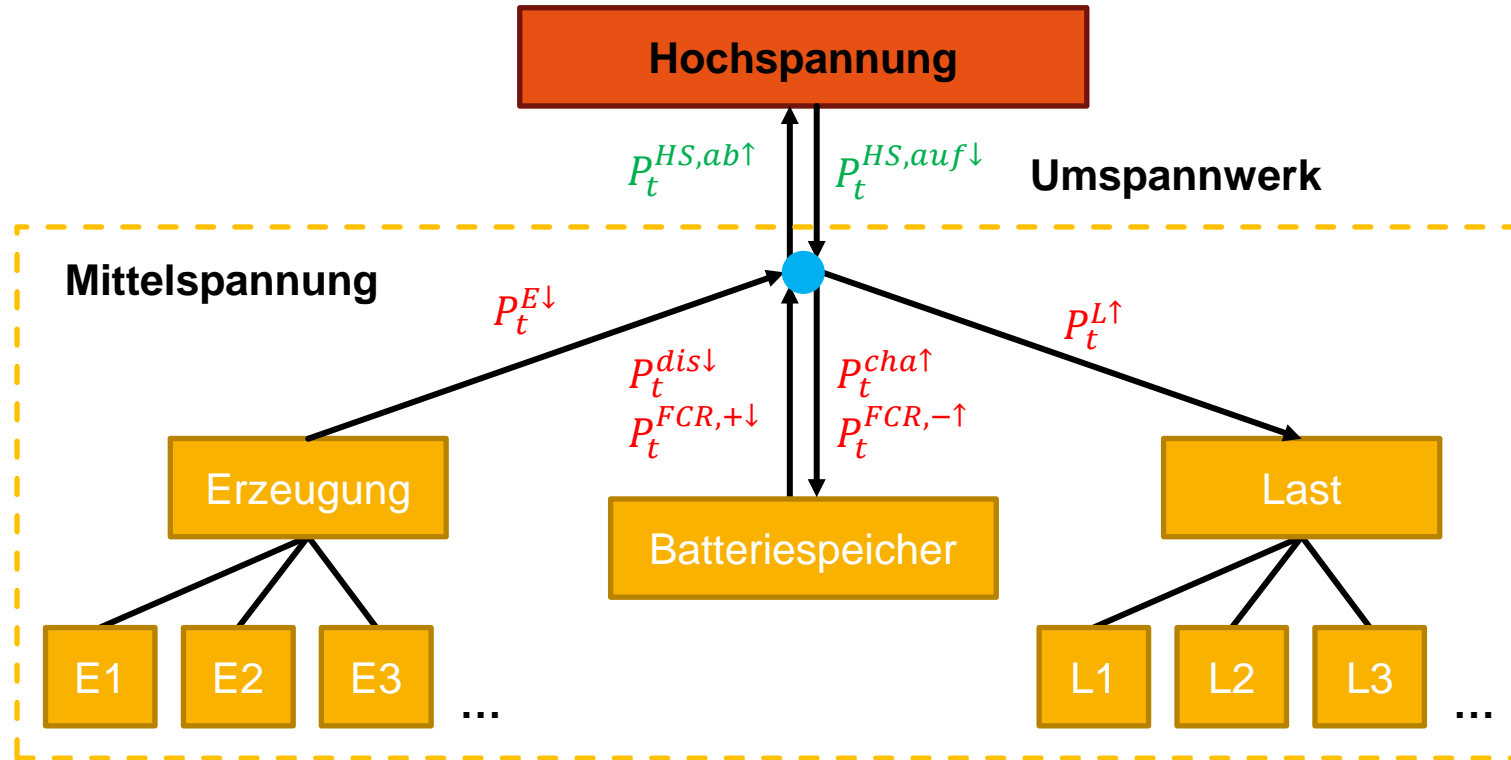 Hochspannung
P_t^{HS,ab↑}
P_t^{HS,auf↓}
Umspannwerk
Mittelspannung
P_t^{E↓}
P_t^{L↑}
P_t^{dis↓}
P_t^{cha↑}
P_t^{FCR,+↓}
P_t^{FCR,−↑}
Erzeugung
Batteriespeicher
Last
E1
E2
E3
...
L1
L2
L3
...